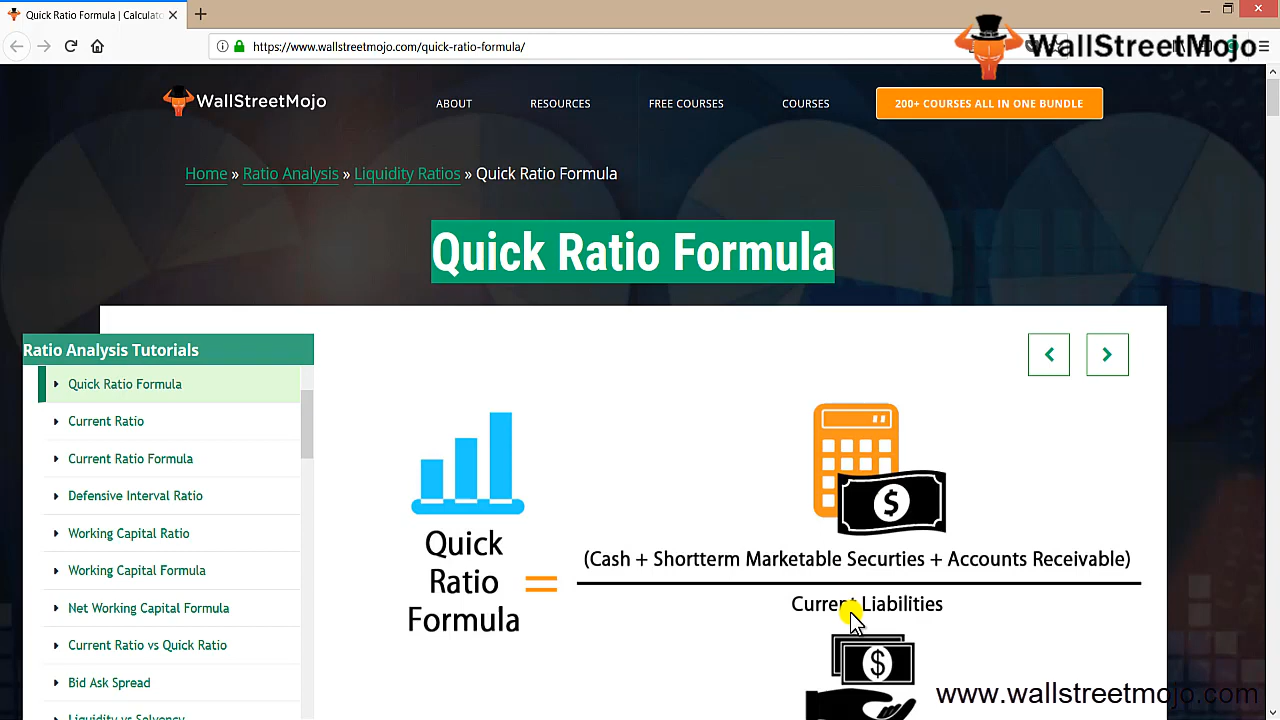 Quick Ratio Formula | Calculato
https://www.wallstreetmojo.com/quick-ratio-formula/
WallStreetMojo
WallStreetMojo
ABOUT
RESOURCES
FREE COURSES
COURSES
200+ COURSES ALL IN ONE BUNDLE
Home » Ratio Analysis » Liquidity Ratios » Quick Ratio Formula
Quick Ratio Formula
Ratio Analysis Tutorials
Quick Ratio Formula
Current Ratio
Current Ratio Formula
Defensive Interval Ratio
Working Capital Ratio
Working Capital Formula
Net Working Capital Formula
Current Ratio vs Quick Ratio
Bid Ask Spread
Liquidity vs Solvency
Quick
Ratio
Formula
=
(Cash + Shortterm Marketable Securties + Accounts Receivable)
Current Liabilities
www.wallstreetmojo.com